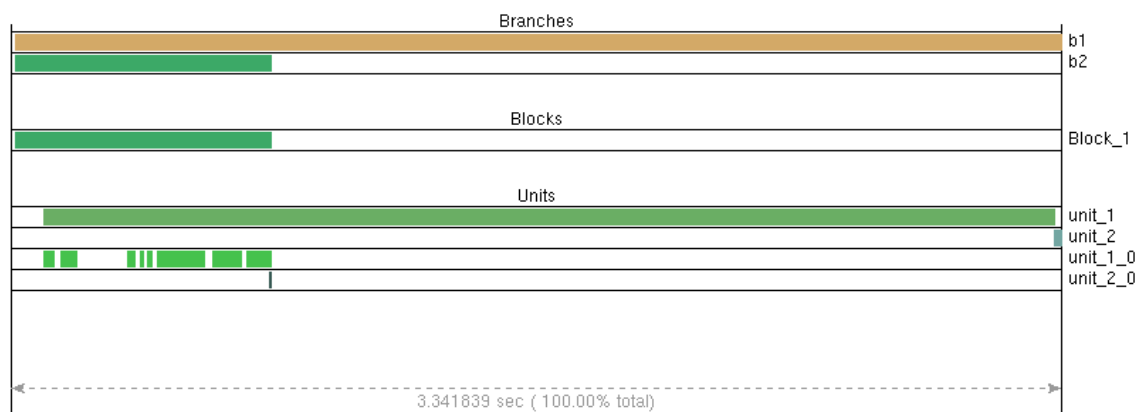 Branches
b1
b2
Blocks
Block_1
Units
unit_1
unit_2
unit_1_0
unit_2_0
3.341839 sec ( 100.00% total)